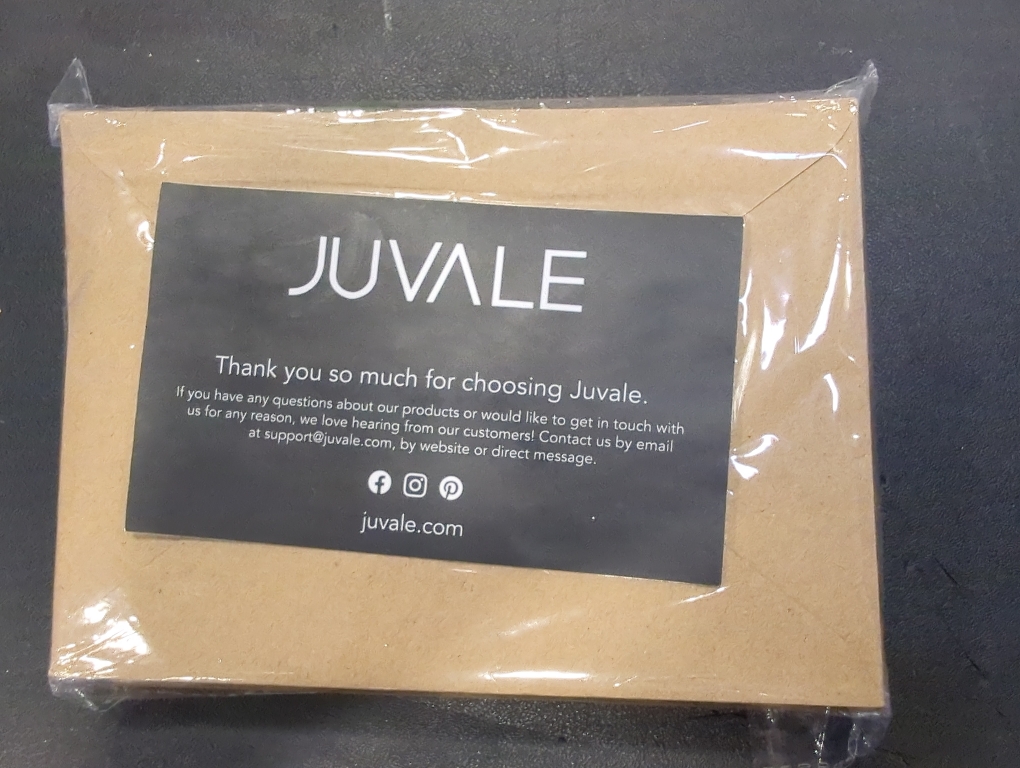 JUVALE
Thank you so much for choosing Juvale.
If you have any questions about our products or would like to get in touch with
us for any reason, we love hearing from our customers! Contact us by email
at support@juvale.com, by website or direct message.
juvale.com